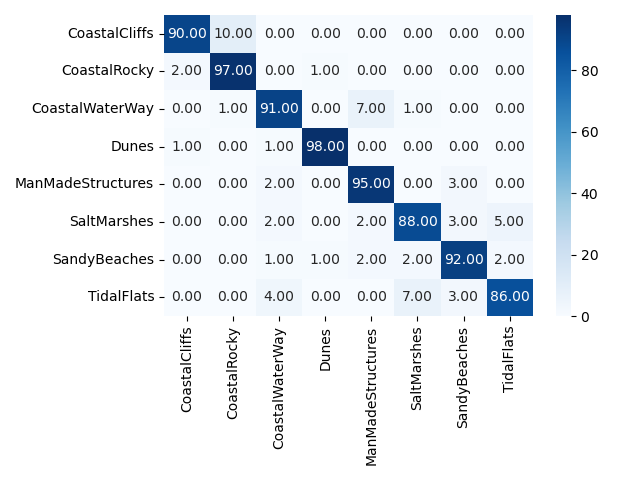 CoastalCliffs 90.00 10.00 0.00 0.00 0.00 0.00 0.00 0.00
CoastalRocky 2.00 97.00 0.00 1.00 0.00 0.00 0.00 0.00
CoastalWaterWay 0.00 1.00 91.00 0.00 7.00 1.00 0.00 0.00
Dunes 1.00 0.00 1.00 98.00 0.00 0.00 0.00 0.00
ManMadeStructures 0.00 0.00 2.00 0.00 95.00 0.00 3.00 0.00
SaltMarshes 0.00 0.00 2.00 0.00 2.00 88.00 3.00 5.00
SandyBeaches 0.00 0.00 1.00 1.00 2.00 2.00 92.00 2.00
TidalFlats 0.00 0.00 4.00 0.00 0.00 7.00 3.00 86.00
CoastalCliffs
CoastalRocky
CoastalWaterWay
Dunes
ManMadeStructures
SaltMarshes
SandyBeaches
TidalFlats
80
60
40
20
0